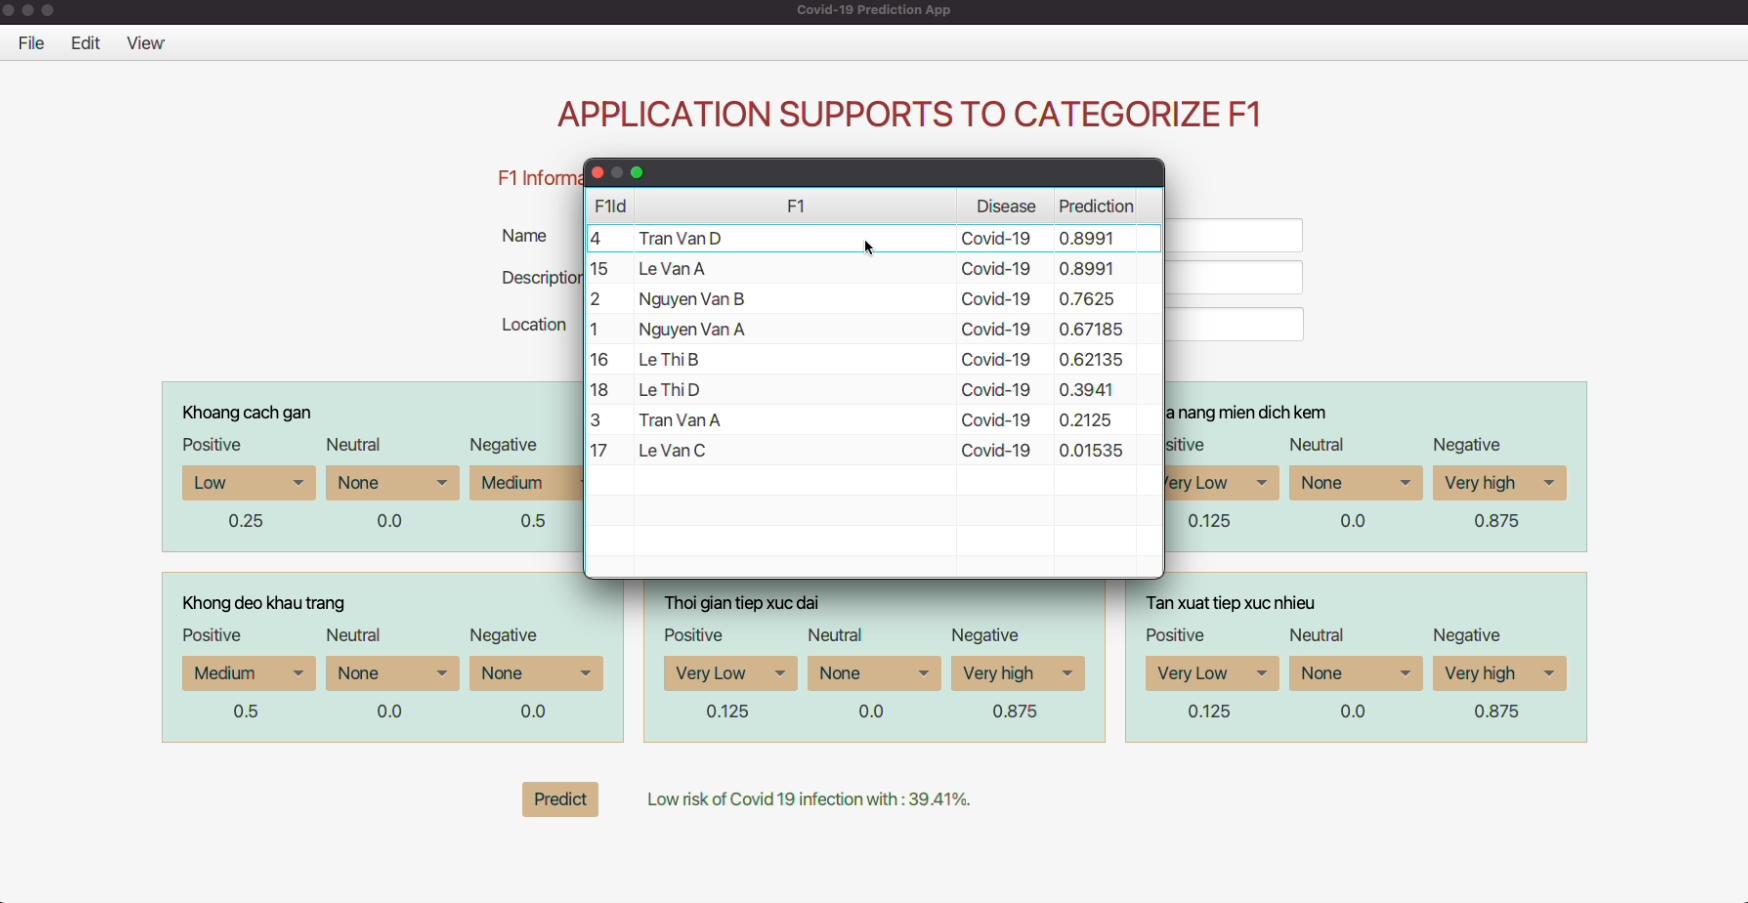 Covid-19 Prediction App
File Edit View
APPLICATION SUPPORTS TO CATEGORIZE F1
F1 Informa
Name
Description
Location
F1Id F1 Disease Prediction
4 Tran Van D Covid-19 0.8991
15 Le Van A Covid-19 0.8991
2 Nguyen Van B Covid-19 0.7625
1 Nguyen Van A Covid-19 0.67185
16 Le Thi B Covid-19 0.62135
18 Le Thi D Covid-19 0.3941
3 Tran Van A Covid-19 0.2125
17 Le Van C Covid-19 0.01535
Khoang cach gan
Positive Neutral Negative
Low None Medium
0.25 0.0 0.5
a nang mien dich kem
sitive Neutral Negative
Very Low None Very high
0.125 0.0 0.875
Khong deo khau trang
Positive Neutral Negative
Medium None None
0.5 0.0 0.0
Thoi gian tiep xuc dai
Positive Neutral Negative
Very Low None Very high
0.125 0.0 0.875
Tan xuat tiep xuc nhieu
Positive Neutral Negative
Very Low None Very high
0.125 0.0 0.875
Predict Low risk of Covid 19 infection with : 39.41%.